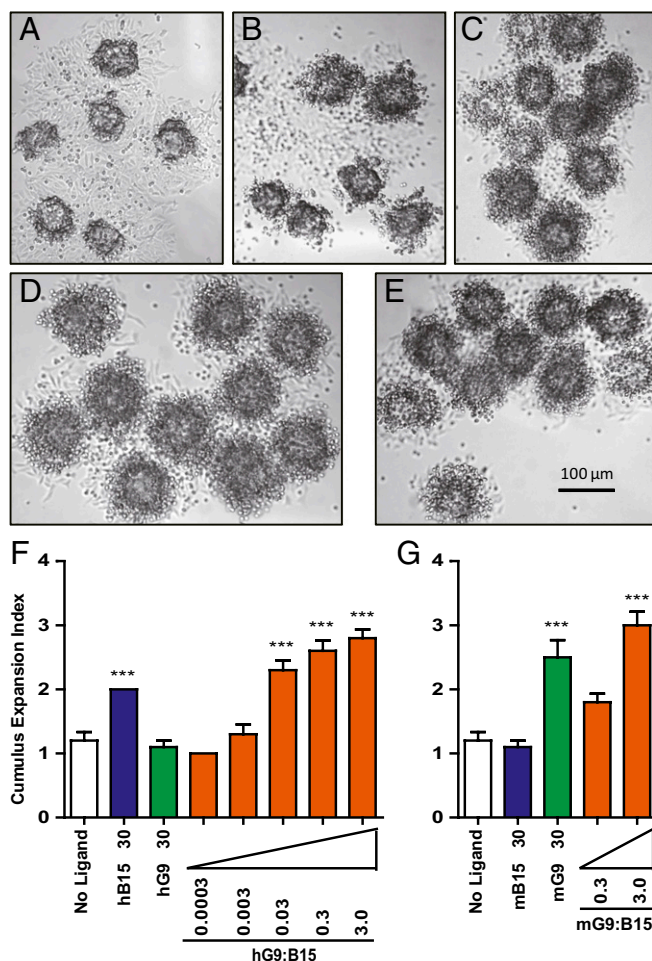 A
B
C
D
E
100 µm
F
G
Cumulus Expansion Index
4
3
2
1
0
***
***
***
***
No Ligand
hB15 30
hG9 30
0.0003
0.003
0.03
0.3
3.0
hG9:B15
4
3
2
1
0
***
***
No Ligand
mB15 30
mG9 30
0.3
3.0
mG9:B15